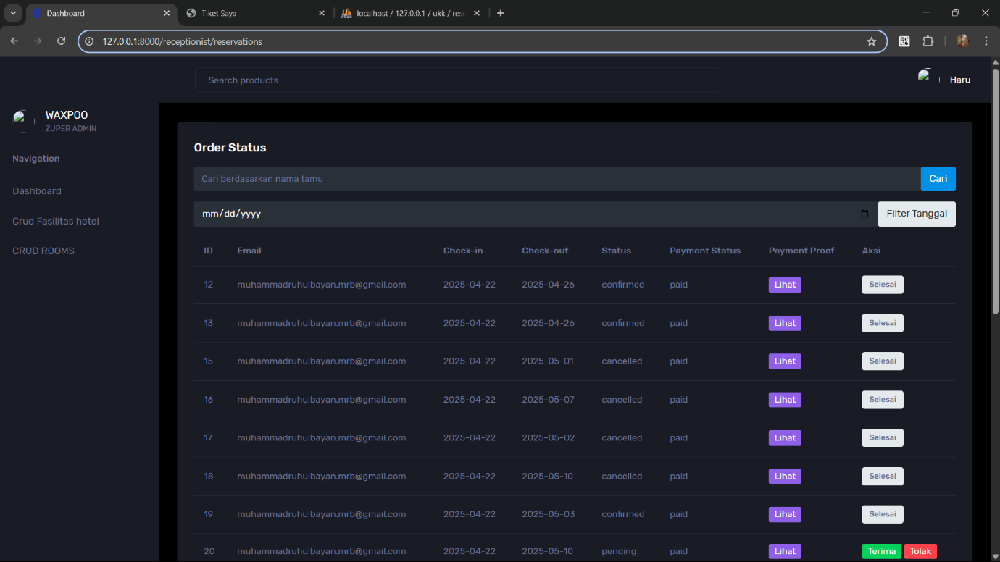 Dashboard
Tiket Saya
localhost / 127.0.0.1 / ukk / rese
127.0.0.1:8000/receptionist/reservations
Search products
Haru
WAXPOO
ZUPER ADMIN
Navigation
Dashboard
Crud Fasilitas hotel
CRUD ROOMS
Order Status
Cari berdasarkan nama tamu Cari
mm/dd/yyyy Filter Tanggal
ID Email Check-in Check-out Status Payment Status Payment Proof Aksi
12 muhammadruhulbayan.mrb@gmail.com 2025-04-22 2025-04-26 confirmed paid Lihat Selesai
13 muhammadruhulbayan.mrb@gmail.com 2025-04-22 2025-04-26 confirmed paid Lihat Selesai
15 muhammadruhulbayan.mrb@gmail.com 2025-04-22 2025-05-01 cancelled paid Lihat Selesai
16 muhammadruhulbayan.mrb@gmail.com 2025-04-22 2025-05-07 cancelled paid Lihat Selesai
17 muhammadruhulbayan.mrb@gmail.com 2025-04-22 2025-05-02 cancelled paid Lihat Selesai
18 muhammadruhulbayan.mrb@gmail.com 2025-04-22 2025-05-10 cancelled paid Lihat Selesai
19 muhammadruhulbayan.mrb@gmail.com 2025-04-22 2025-05-03 confirmed paid Lihat Selesai
20 muhammadruhulbayan.mrb@gmail.com 2025-04-22 2025-05-10 pending paid Lihat Terima Tolak